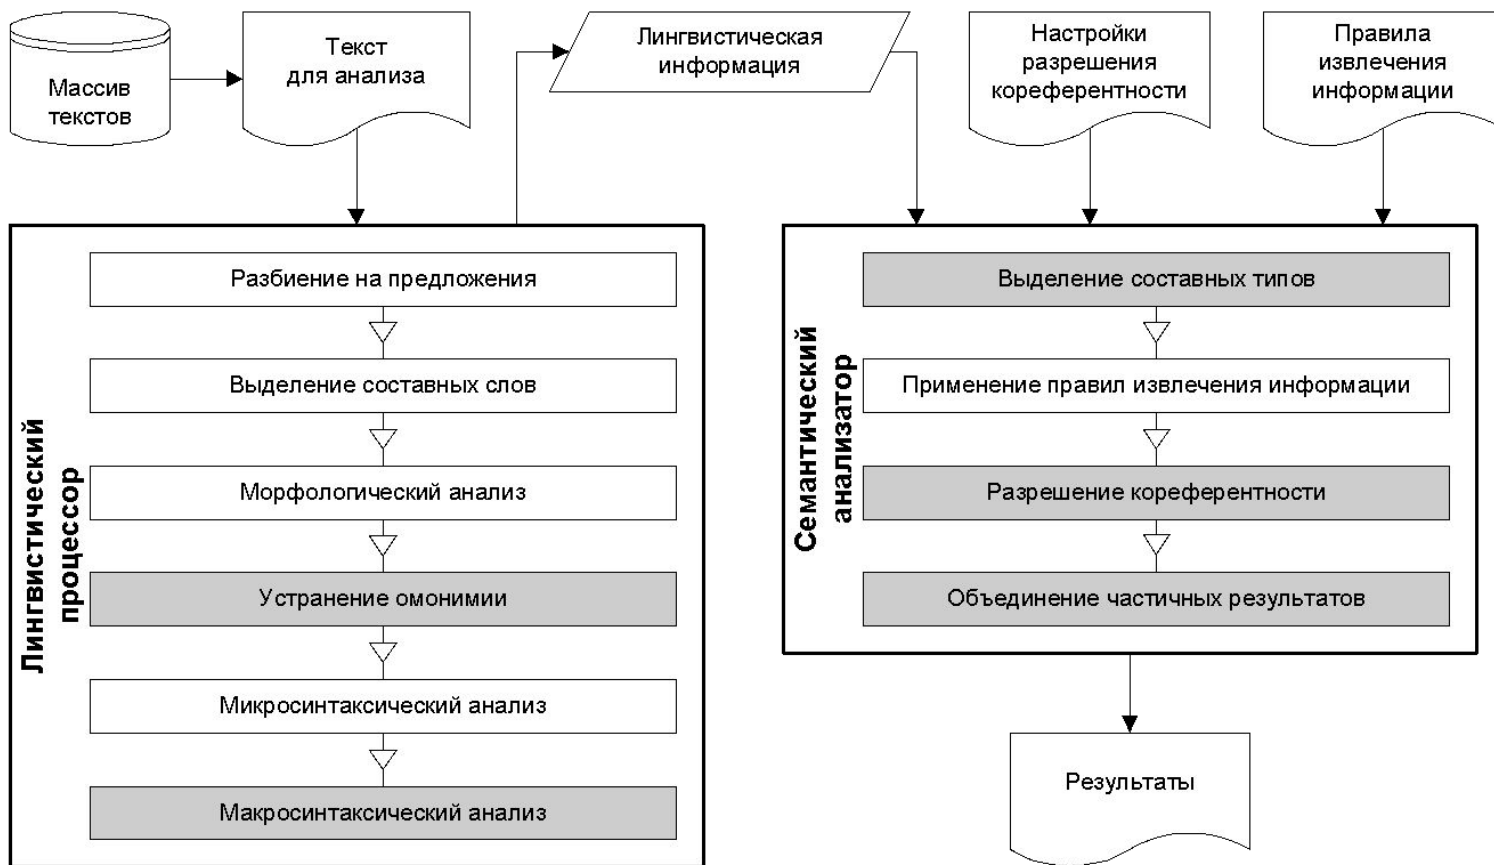 Массив
текстов
Текст
для анализа
Лингвистическая
информация
Настройки
разрешения
кореферентности
Правила
извлечения
информации
Лингвистический
процессор
Разбиение на предложения
Выделение составных слов
Морфологический анализ
Устранение омонимии
Микросинтаксический анализ
Макросинтаксический анализ
Семантический
анализатор
Выделение составных типов
Применение правил извлечения информации
Разрешение кореферентности
Объединение частичных результатов
Результаты